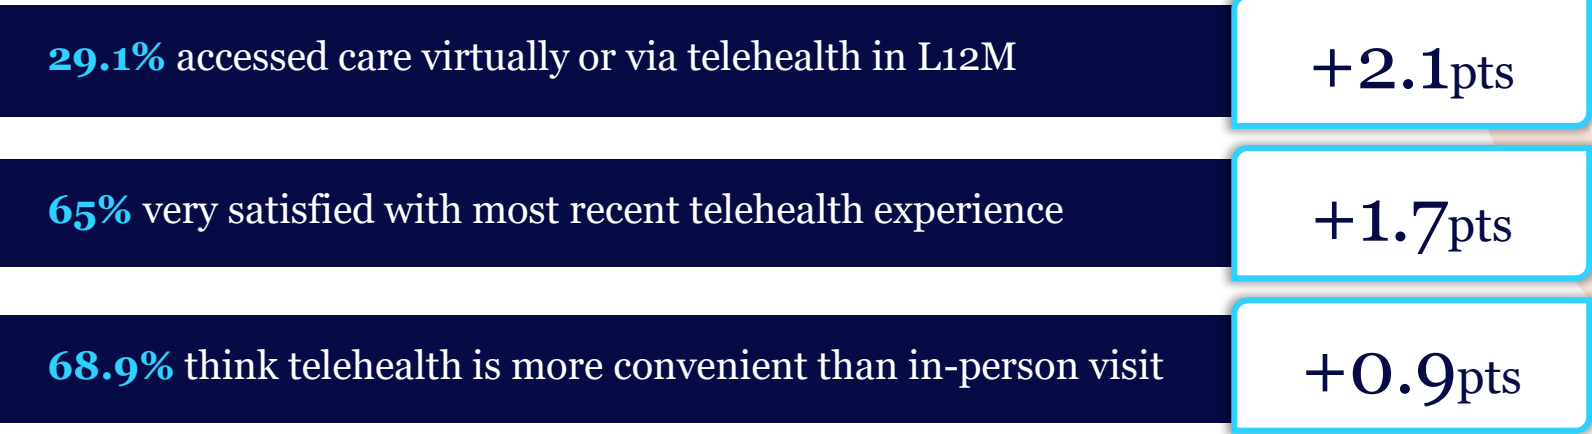 29.1% accessed care virtually or via telehealth in L12M
+2.1pts
65% very satisfied with most recent telehealth experience
+1.7pts
68.9% think telehealth is more convenient than in-person visit
+0.9pts